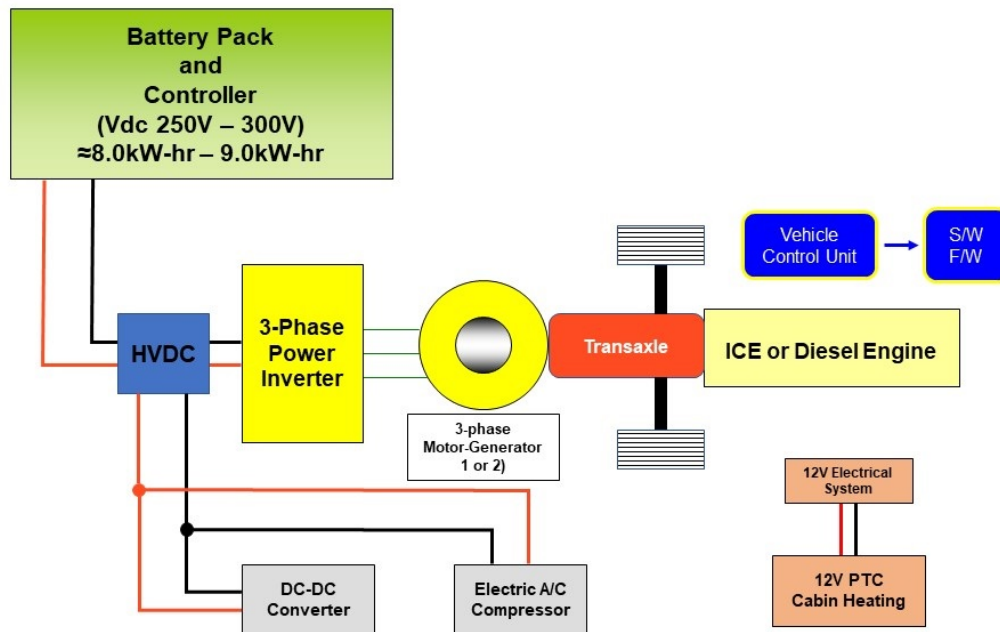 Battery Pack
and
Controller
(Vdc 250V – 300V)
≈8.0kW-hr – 9.0kW-hr
Vehicle
Control Unit
S/W
F/W
HVDC
3-Phase
Power
Inverter
Transaxle
ICE or Diesel Engine
3-phase
Motor-Generator
1 or 2)
12V Electrical
System
DC-DC
Converter
Electric A/C
Compressor
12V PTC
Cabin Heating